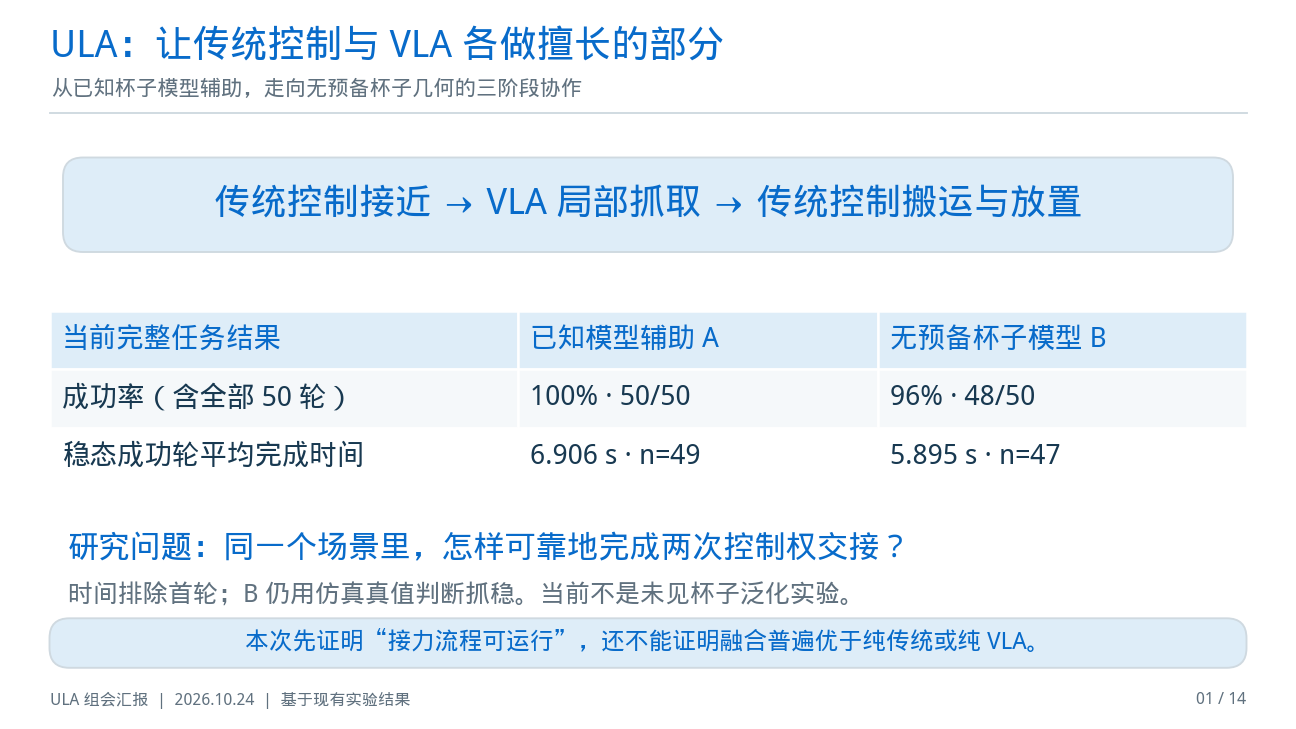 ULA：让传统控制与 VLA 各做擅长的部分
从已知杯子模型辅助，走向无预备杯子几何的三阶段协作
传统控制接近 → VLA 局部抓取 → 传统控制搬运与放置
当前完整任务结果 已知模型辅助 A 无预备杯子模型 B
成功率（含全部 50 轮） 100% · 50/50 96% · 48/50
稳态成功轮平均完成时间 6.906 s · n=49 5.895 s · n=47
研究问题：同一个场景里，怎样可靠地完成两次控制权交接？
时间排除首轮；B 仍用仿真真值判断抓稳。当前不是未见杯子泛化实验。
本次先证明“接力流程可运行”，还不能证明融合普遍优于纯传统或纯 VLA。
ULA 组会汇报 | 2026.10.24 | 基于现有实验结果
01 / 14